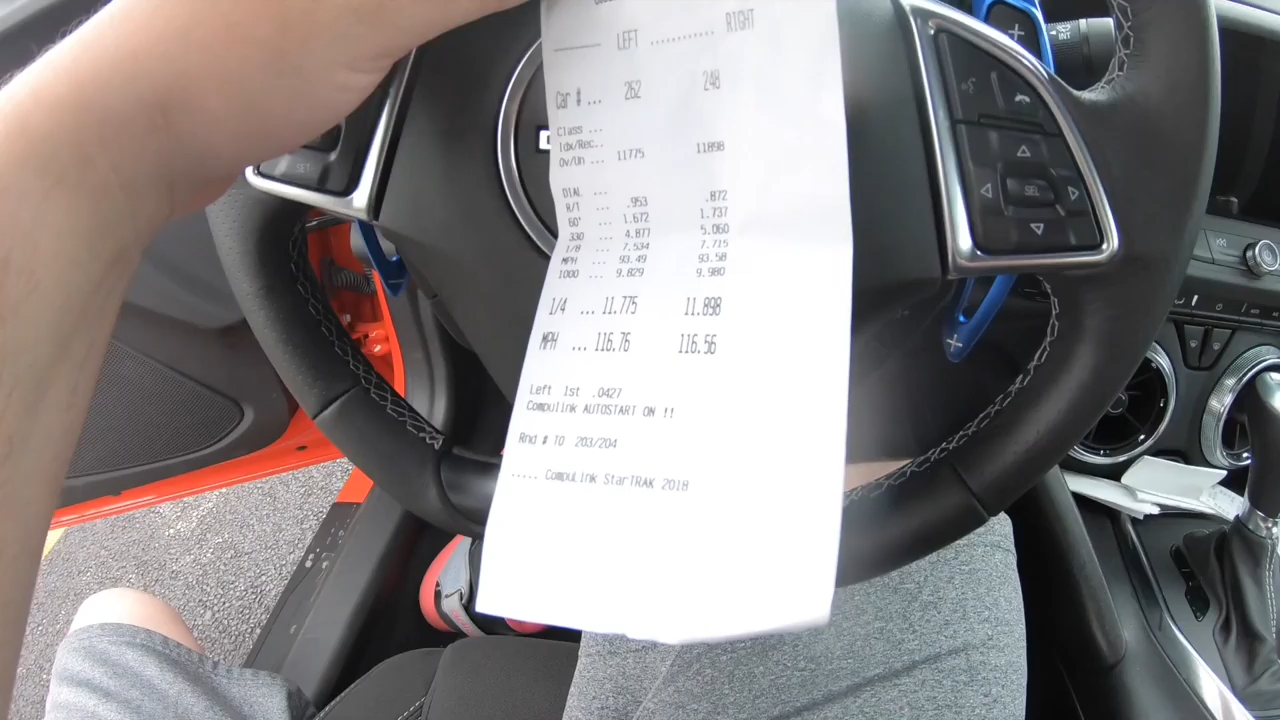 LEFT ........... RIGHT
Car # ... 262 248
Class ...
Idx/Rec..
Ov/Un ... 11775 11898
DIAL ...
R/T ... .953 .872
60' ... 1.672 1.737
330 ... 4.877 5.060
1/8 ... 7.534 7.715
MPH ... 93.49 93.58
1000 ... 9.829 9.980
1/4 ... 11.775 11.898
MPH ... 116.76 116.56
Left 1st .0427
Compulink AUTOSTART ON !!
Rnd # TO 203/204
..... CompuLink StarTRAK 2018
SET
INT
SEL